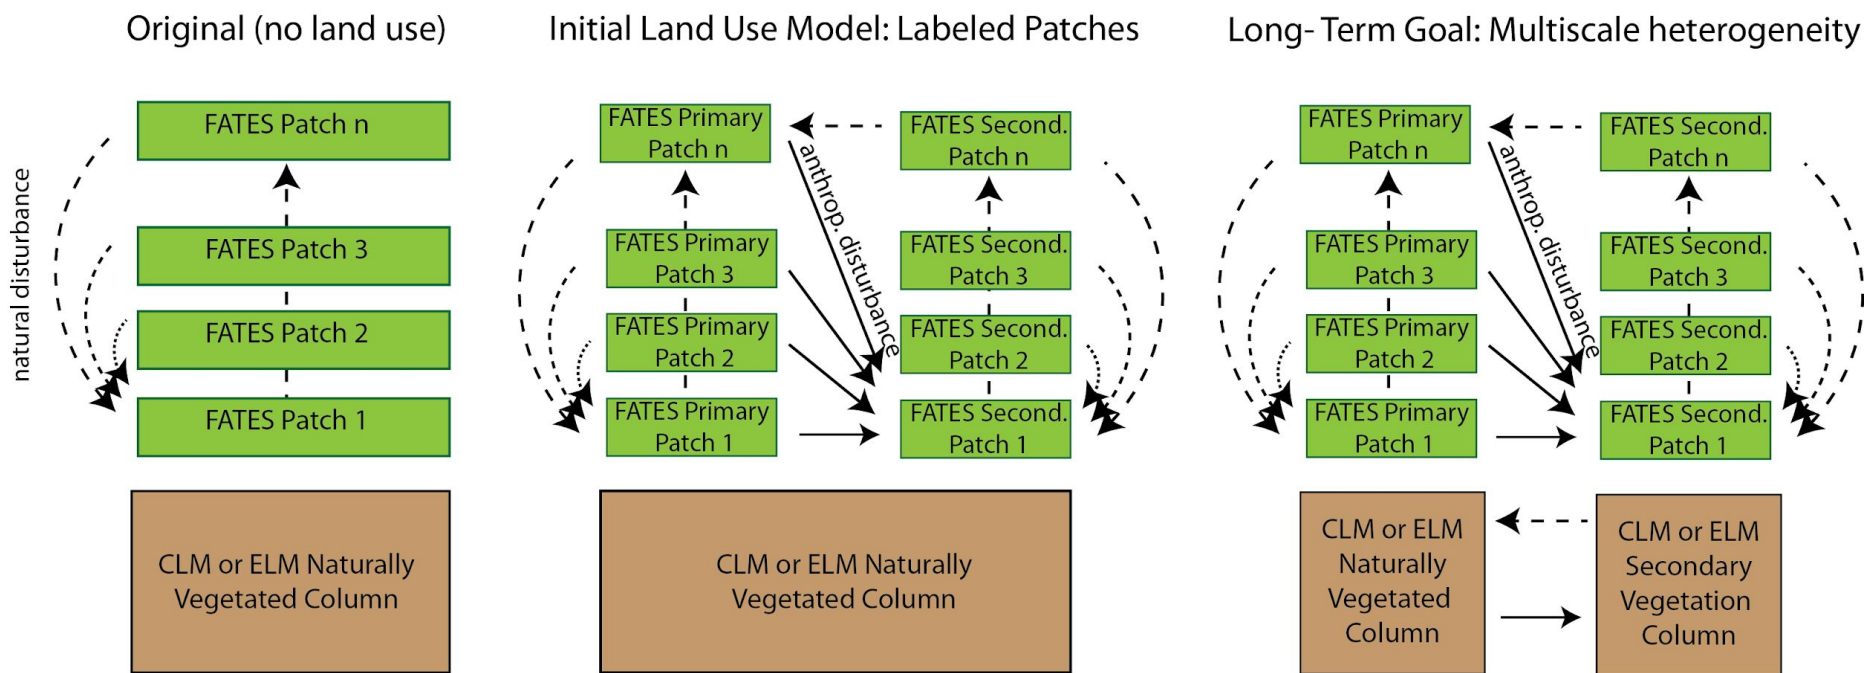 Original (no land use)
natural disturbance
FATES Patch n
FATES Patch 3
FATES Patch 2
FATES Patch 1
CLM or ELM Naturally
Vegetated Column
Initial Land Use Model: Labeled Patches
FATES Primary
Patch n
FATES Primary
Patch 3
FATES Primary
Patch 2
FATES Primary
Patch 1
anthrop. disturbance
FATES Second.
Patch n
FATES Second.
Patch 3
FATES Second.
Patch 2
FATES Second.
Patch 1
CLM or ELM Naturally
Vegetated Column
Long- Term Goal: Multiscale heterogeneity
FATES Primary
Patch n
FATES Primary
Patch 3
FATES Primary
Patch 2
FATES Primary
Patch 1
anthrop. disturbance
FATES Second.
Patch n
FATES Second.
Patch 3
FATES Second.
Patch 2
FATES Second.
Patch 1
CLM or ELM
Naturally
Vegetated
Column
CLM or ELM
Secondary
Vegetation
Column